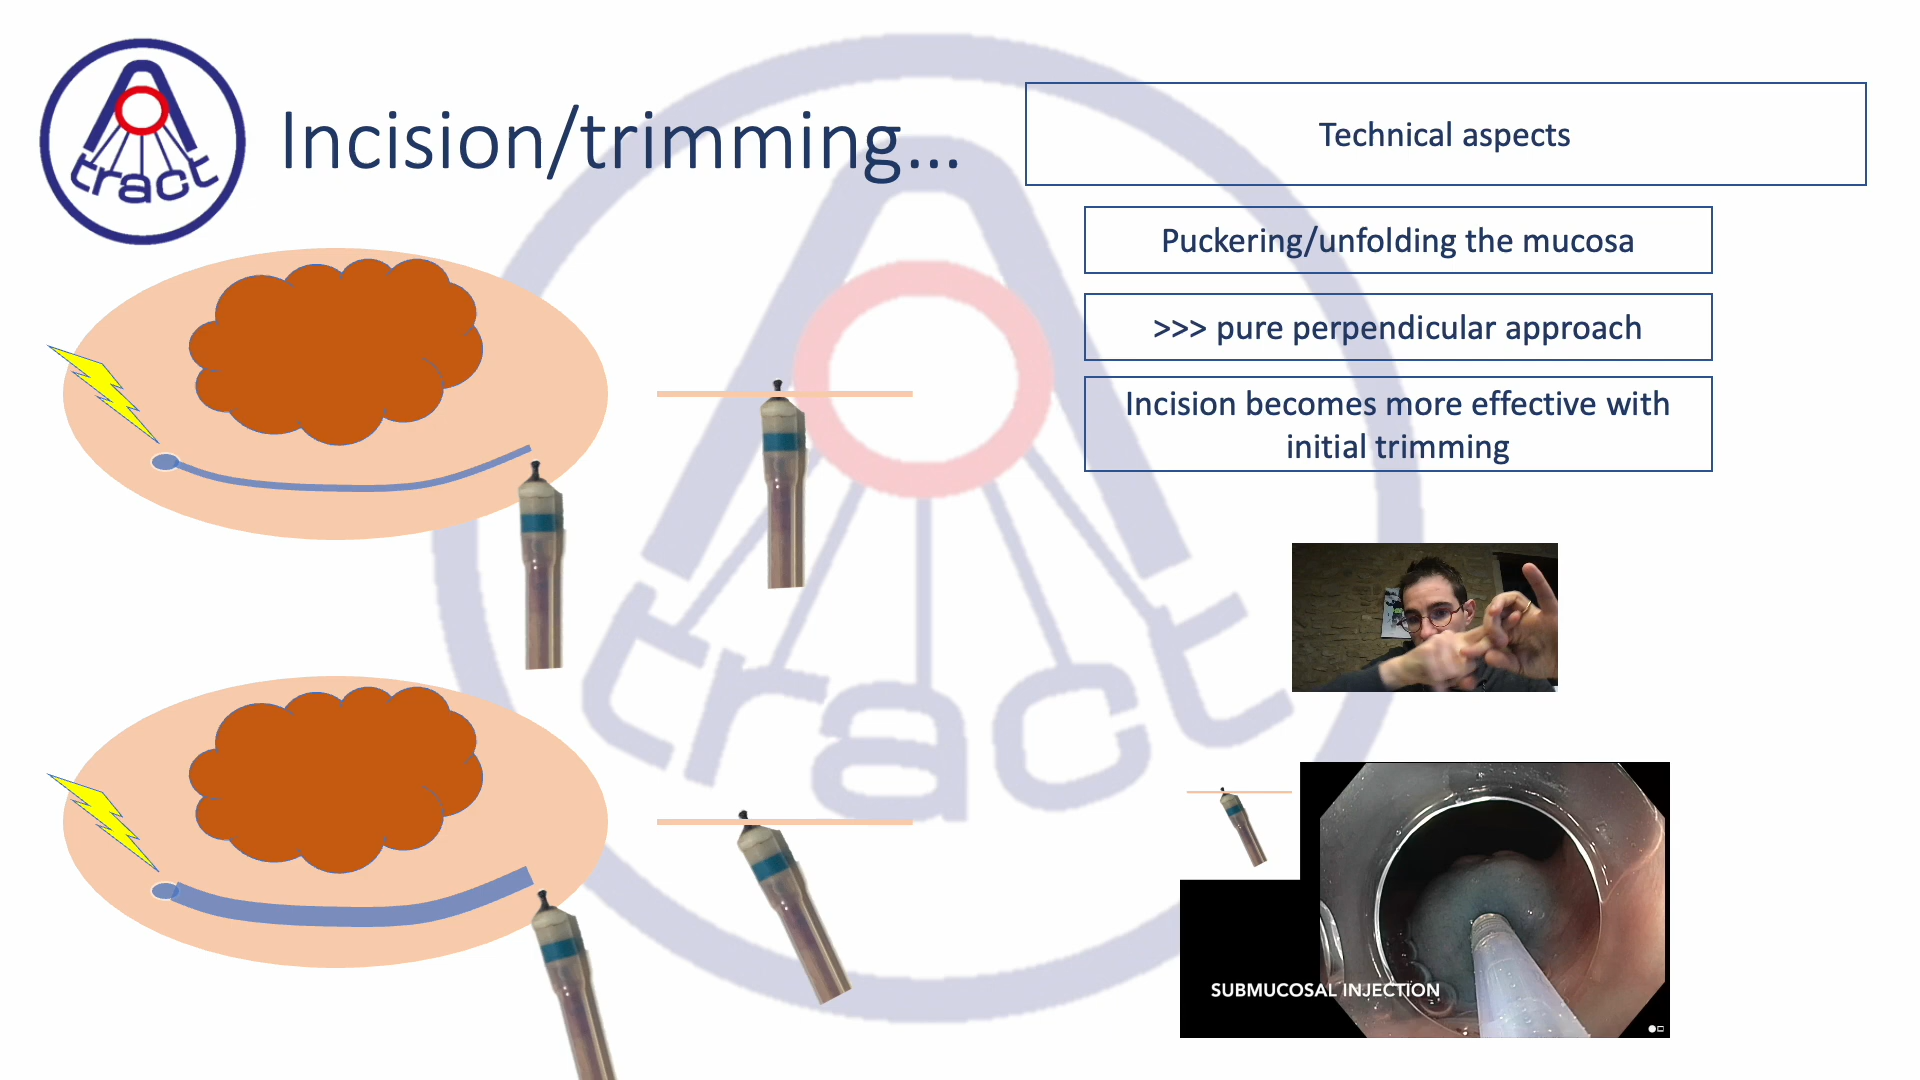 tract
Incision/trimming...
Technical aspects
Puckering/unfolding the mucosa
>>> pure perpendicular approach
Incision becomes more effective with
initial trimming
tract
SUBMUCOSAL INJECTION